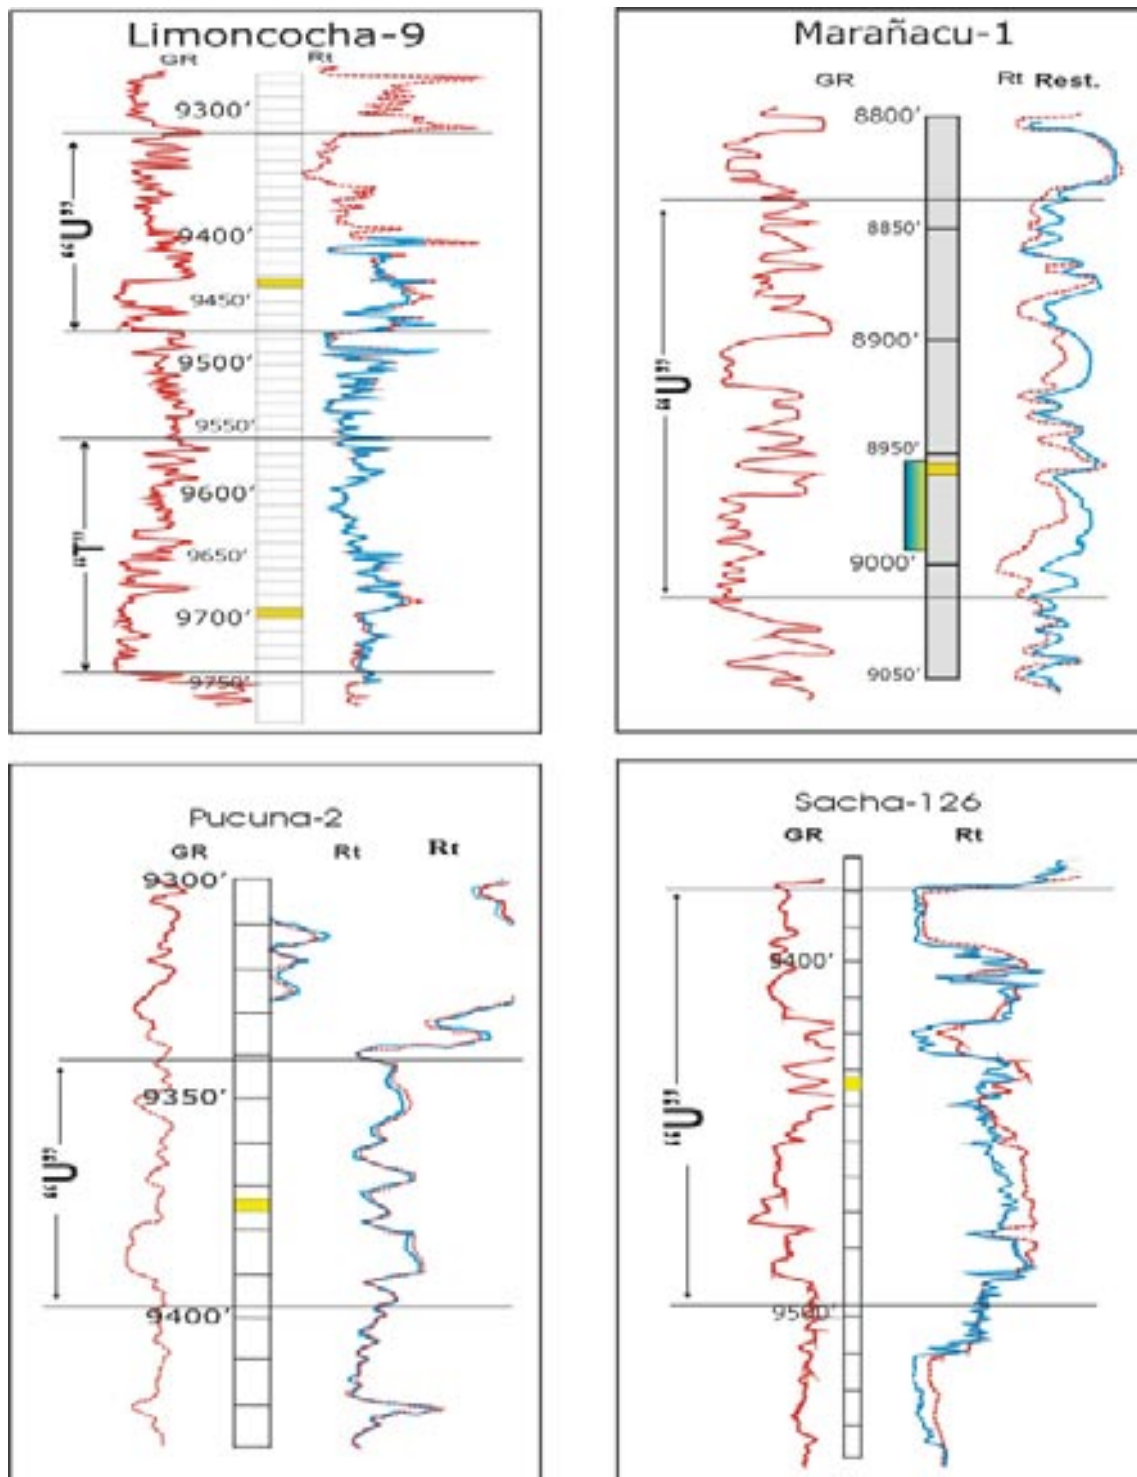 Limoncocha-9
GR Rt
9300'
"U"
9400'
9450'
9500'
9550'
9600'
"T"
9650'
9700'
9750'
Marañacu-1
GR Rt Rest.
8800'
8850'
8900'
"U"
8950'
9000'
9050'
Pucuna-2
GR Rt Rt
9300'
9350'
"U"
9400'
Sacha-126
GR Rt
9400'
"U"
9500'